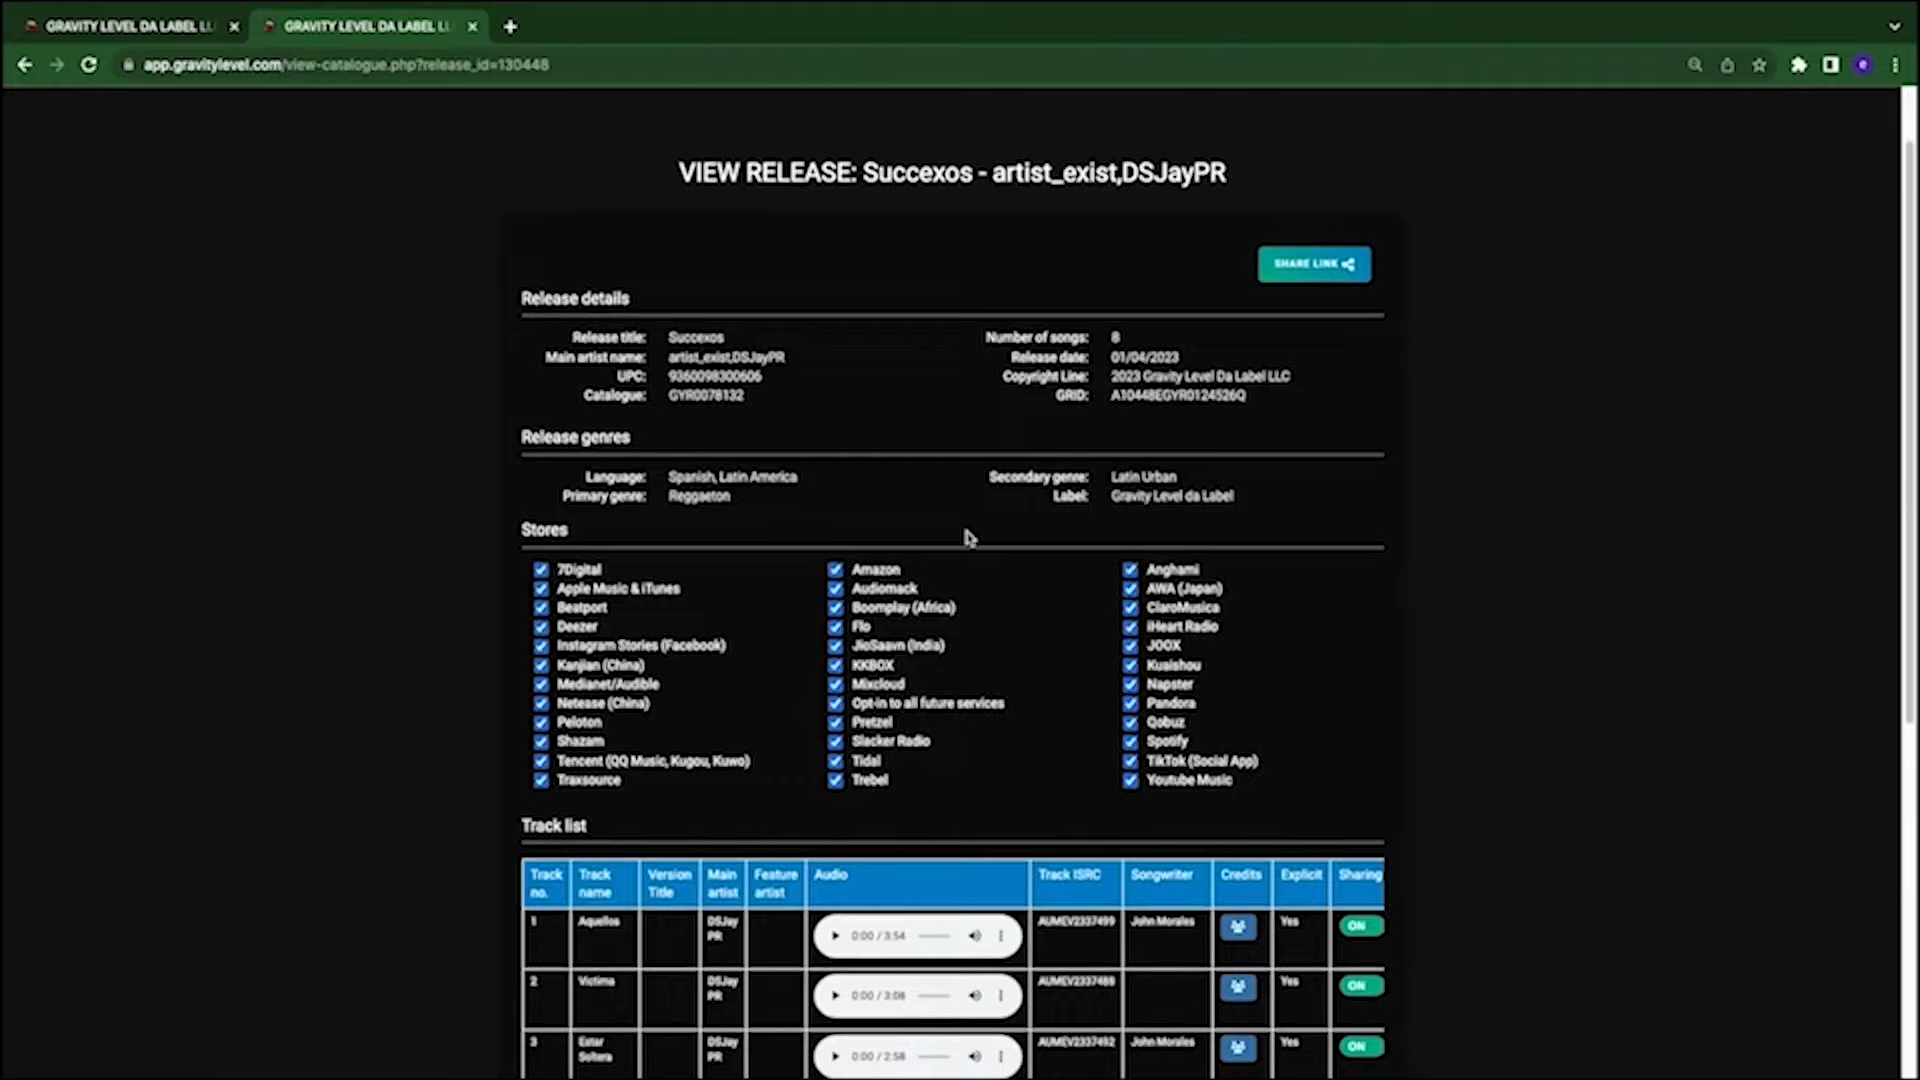 GRAVITY LEVEL DA LABEL LL
GRAVITY LEVEL DA LABEL LL
app.gravitylevel.com/view-catalogue.php?release_id=130448
VIEW RELEASE: Succexos - artist_exist,DSJayPR
SHARE LINK
Release details
Release title: Succexos Number of songs: 8
Main artist name: artist_exist,DSJayPR Release date: 01/04/2023
UPC: 9360098300606 Copyright Line: 2023 Gravity Level Da Label LLC
Catalogue: GYR0078132 GRID: A10448EGYR0124526Q
Release genres
Language: Spanish, Latin America Secondary genre: Latin Urban
Primary genre: Reggaeton Label: Gravity Level da Label
Stores
7Digital Amazon Anghami
Apple Music & iTunes Audiomack AWA (Japan)
Beatport Boomplay (Africa) ClaroMusica
Deezer Flo iHeart Radio
Instagram Stories (Facebook) JioSaavn (India) JOOX
Kanjian (China) KKBOX Kuaishou
Medianet/Audible Mixcloud Napster
Netease (China) Opt-in to all future services Pandora
Peloton Pretzel Qobuz
Shazam Slacker Radio Spotify
Tencent (QQ Music, Kugou, Kuwo) Tidal TikTok (Social App)
Traxsource Trebel Youtube Music
Track list
Track no. Track name Version Title Main artist Feature artist Audio Track ISRC Songwriter Credits Explicit Sharing
1 Aquellos DSJay PR 0:00 / 3:54 AUMEV2337499 John Morales Yes ON
2 Victima DSJay PR 0:00 / 3:06 AUMEV2337488 Yes ON
3 Estar Soltera DSJay PR 0:00 / 2:58 AUMEV2337492 John Morales Yes ON